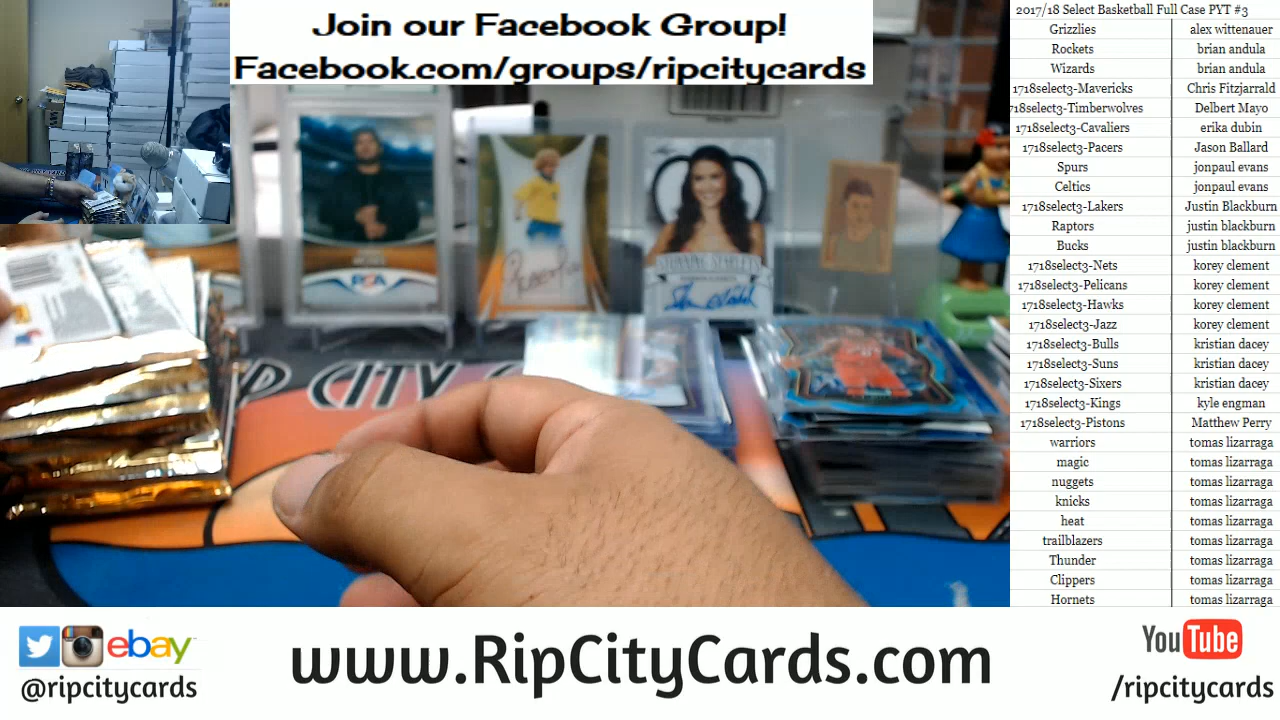 Join our Facebook Group!
Facebook.com/groups/ripcitycards
2017/18 Select Basketball Full Case PYT #3
Grizzlies alex wittenauer
Rockets brian andula
Wizards brian andula
1718select3-Mavericks Chris Fitzjarrald
718select3-Timberwolves Delbert Mayo
1718select3-Cavaliers erika dubin
1718select3-Pacers Jason Ballard
Spurs jonpaul evans
Celtics jonpaul evans
1718select3-Lakers Justin Blackburn
Raptors justin blackburn
Bucks justin blackburn
1718select3-Nets korey clement
1718select3-Pelicans korey clement
1718select3-Hawks korey clement
1718select3-Jazz korey clement
1718select3-Bulls kristian dacey
1718select3-Suns kristian dacey
1718select3-Sixers kristian dacey
1718select3-Kings kyle engman
1718select3-Pistons Matthew Perry
warriors tomas lizarraga
magic tomas lizarraga
nuggets tomas lizarraga
knicks tomas lizarraga
heat tomas lizarraga
trailblazers tomas lizarraga
Thunder tomas lizarraga
Clippers tomas lizarraga
Hornets tomas lizarraga
P CITY
ebay
@ripcitycards
www.RipCityCards.com
YouTube
/ripcitycards